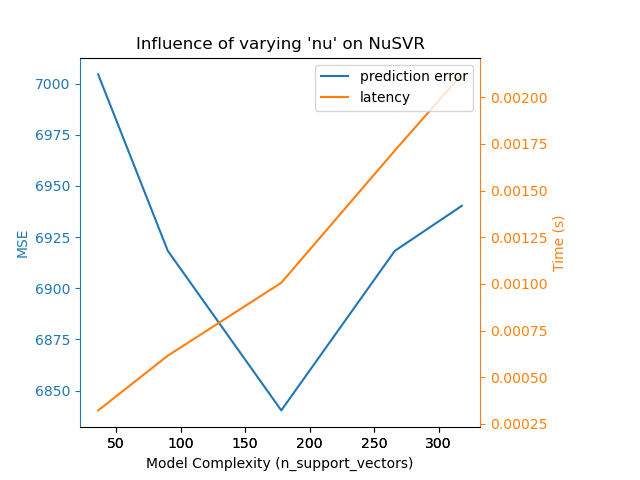 Influence of varying 'nu' on NuSVR
prediction error
latency
7000
6975
6950
6925
6900
6875
6850
MSE
0.00200
0.00175
0.00150
0.00125
0.00100
0.00075
0.00050
0.00025
Time (s)
50 100 150 200 250 300
Model Complexity (n_support_vectors)